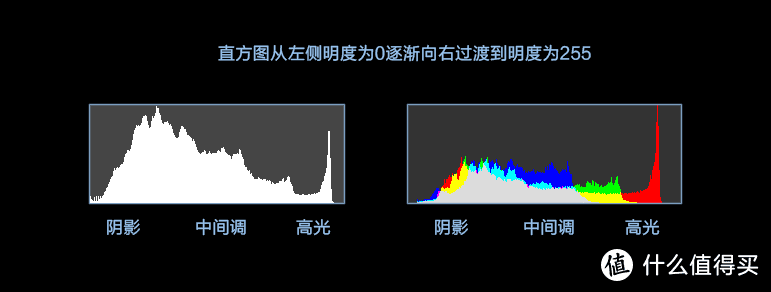 直方图从左侧明度为0逐渐向右过渡到明度为255
阴影 中间调 高光 阴影 中间调 高光
值 什么值得买